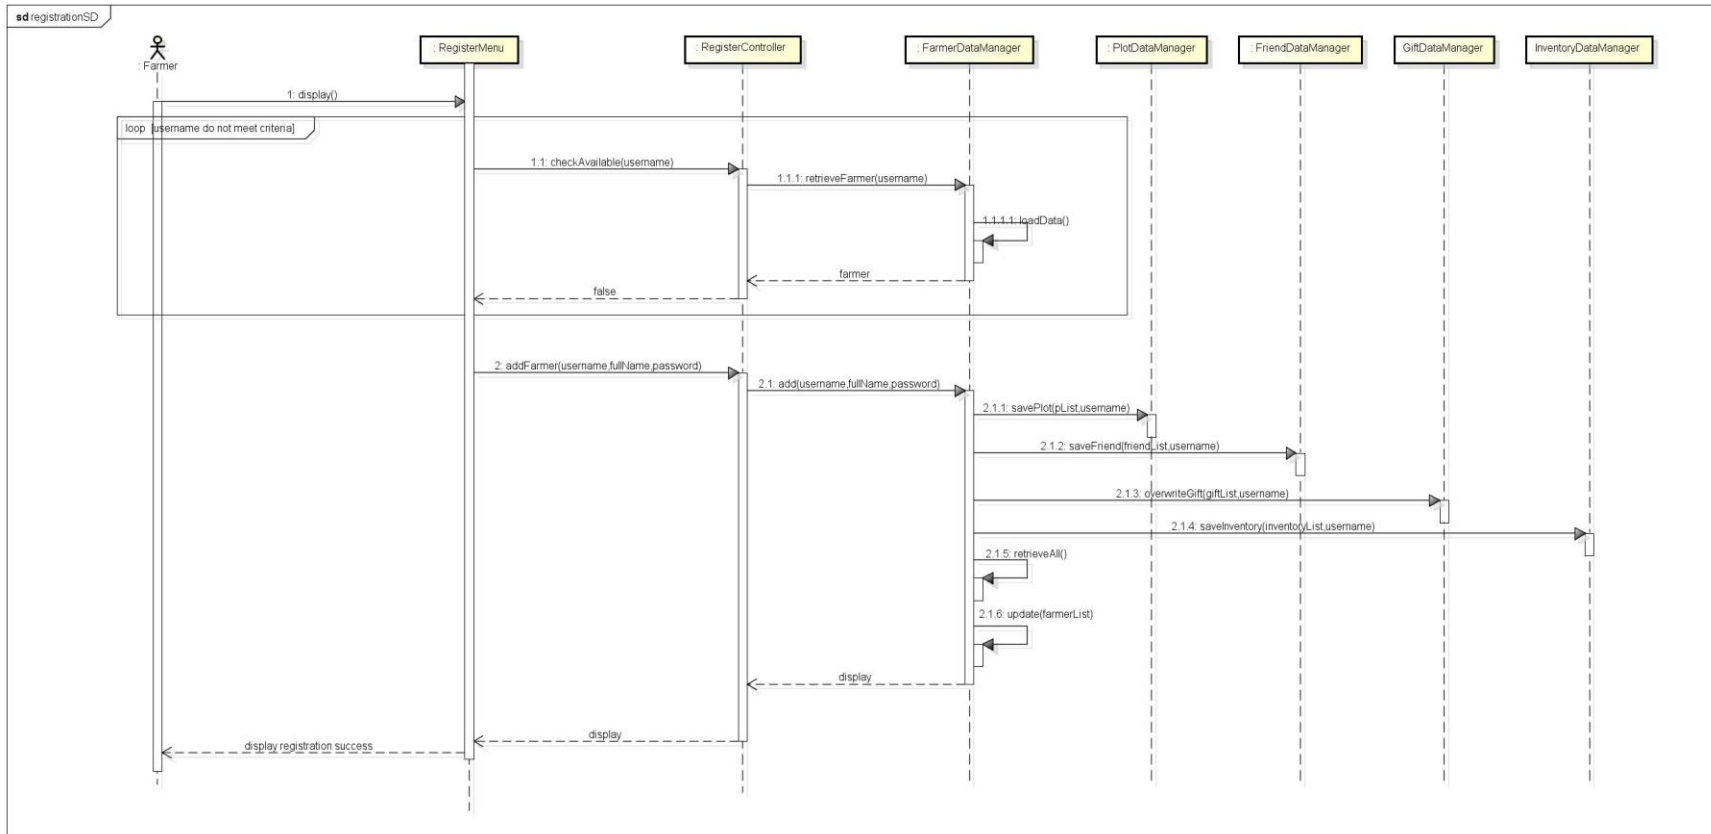 sd registrationSD
: Farmer
: RegisterMenu
: RegisterController
: FarmerDataManager
: PlotDataManager
: FriendDataManager
GiftDataManager
InventoryDataManager
1: display()
loop [username do not meet criteria]
1.1: checkAvailable(username)
1.1.1: retrieveFarmer(username)
1.1.1.1: loadData()
farmer
false
2: addFarmer(username,fullName,password)
2.1: add(username,fullName,password)
2.1.1: savePlot(pList,username)
2.1.2: saveFriend(friendList,username)
2.1.3: overwriteGift(giftList,username)
2.1.4: saveInventory(inventoryList,username)
2.1.5: retrieveAll()
2.1.6: update(farmerList)
display
display
display registration success